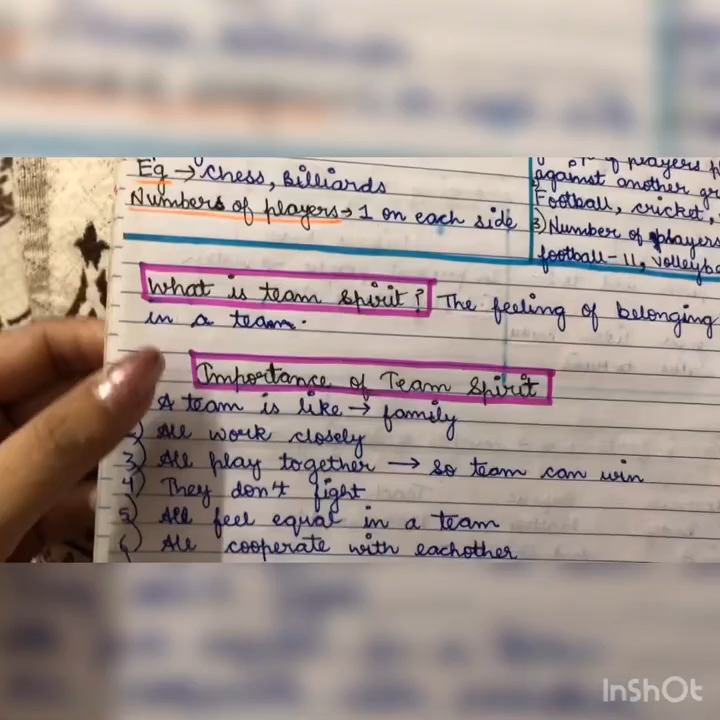 Eg → Chess, Billiards
Numbers of players → 1 on each side
of players
against another
Football, cricket,
3) Number of players
football-11,
What is team spirit? The feeling of belonging
in a team.
Importance of Team Spirit
A team is like → family
2) All work closely
3) All play together → so team can win
4) They don't fight
5) All feel equal in a team
6) All cooperate with eachother
InShOt